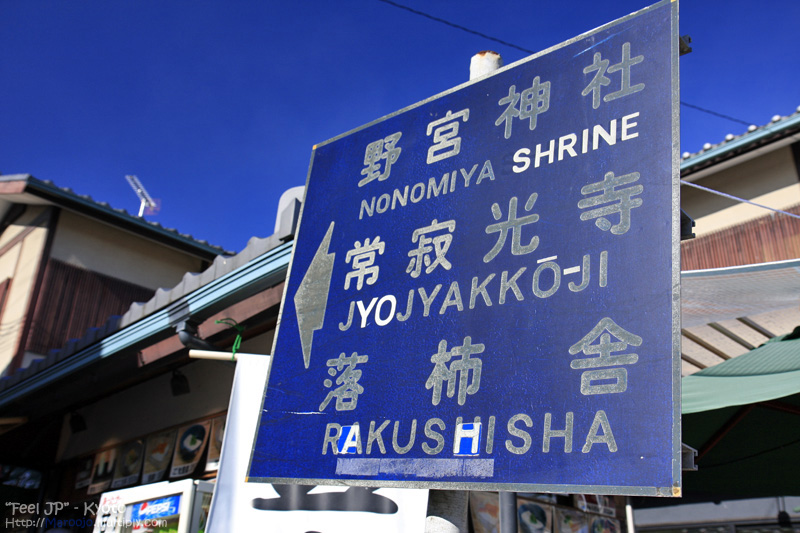 野宮神社
NONOMIYA SHRINE
常寂光寺
JYOJYAKKŌ-JI
落柿舎
RAKUSHISHA
PEPSI
"Feel JP" - Kyoto